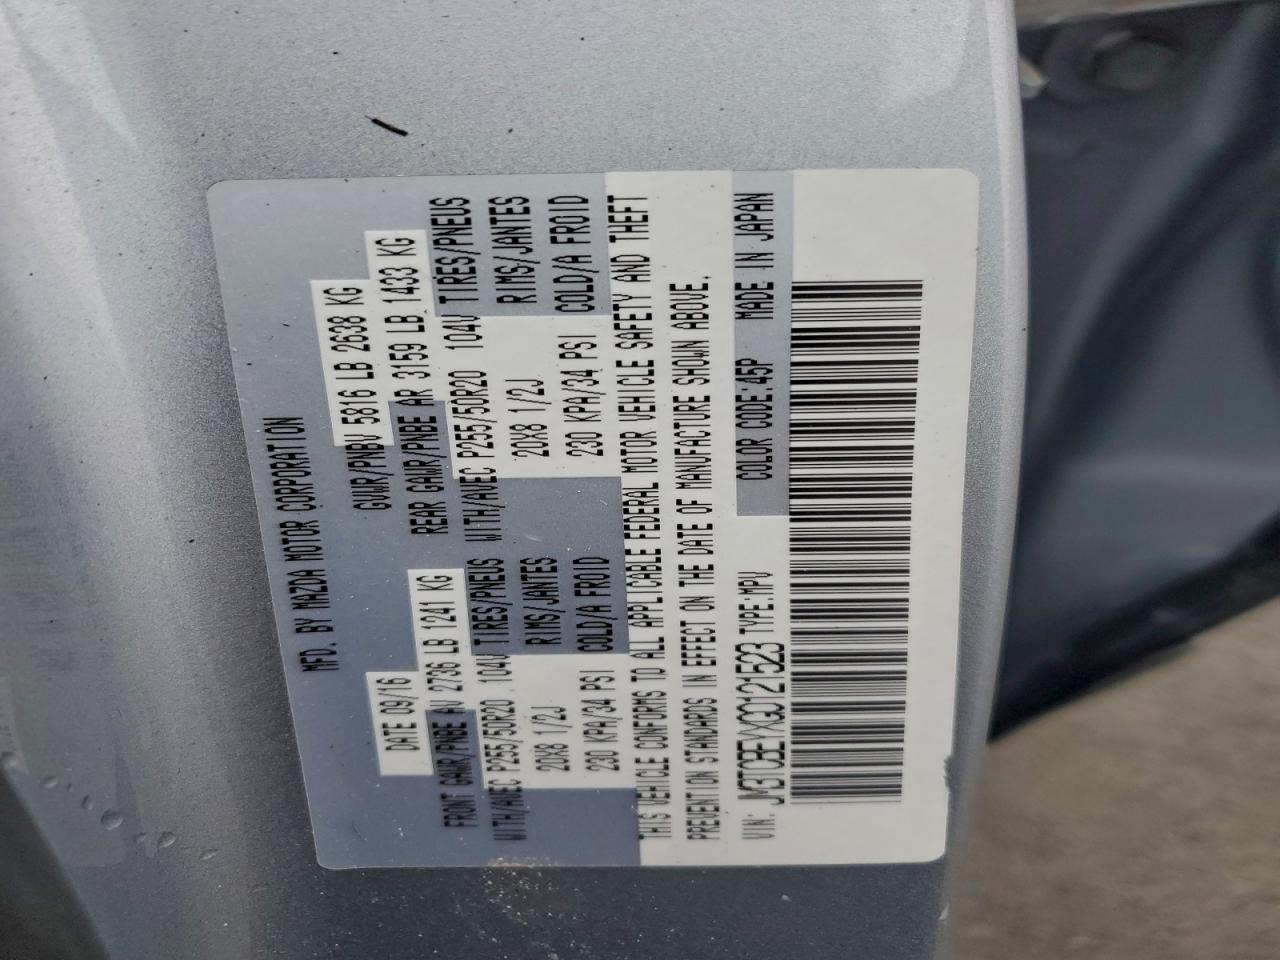 MFD. BY MAZDA MOTOR CORPORATION
DATE 09/16 GVWR/PNBV 5816 LB 2638 KG
FRONT GAWR/PNBE AV 2736 LB 1241 KG REAR GAWR/PNBE AR 3159 LB 1433 KG
WITH/AVEC P255/50R20 104V TIRES/PNEUS WITH/AVEC P255/50R20 104V TIRES/PNEUS
20X8 1/2J RIMS/JANTES 20X8 1/2J RIMS/JANTES
230 KPA/34 PSI COLD/A FROID 230 KPA/34 PSI COLD/A FROID
THIS VEHICLE CONFORMS TO ALL APPLICABLE FEDERAL MOTOR VEHICLE SAFETY AND THEFT
PREVENTION STANDARDS IN EFFECT ON THE DATE OF MANUFACTURE SHOWN ABOVE.
VIN: JM3TCBEYXG0121523 TYPE:MPV COLOR CODE:45P MADE IN JAPAN